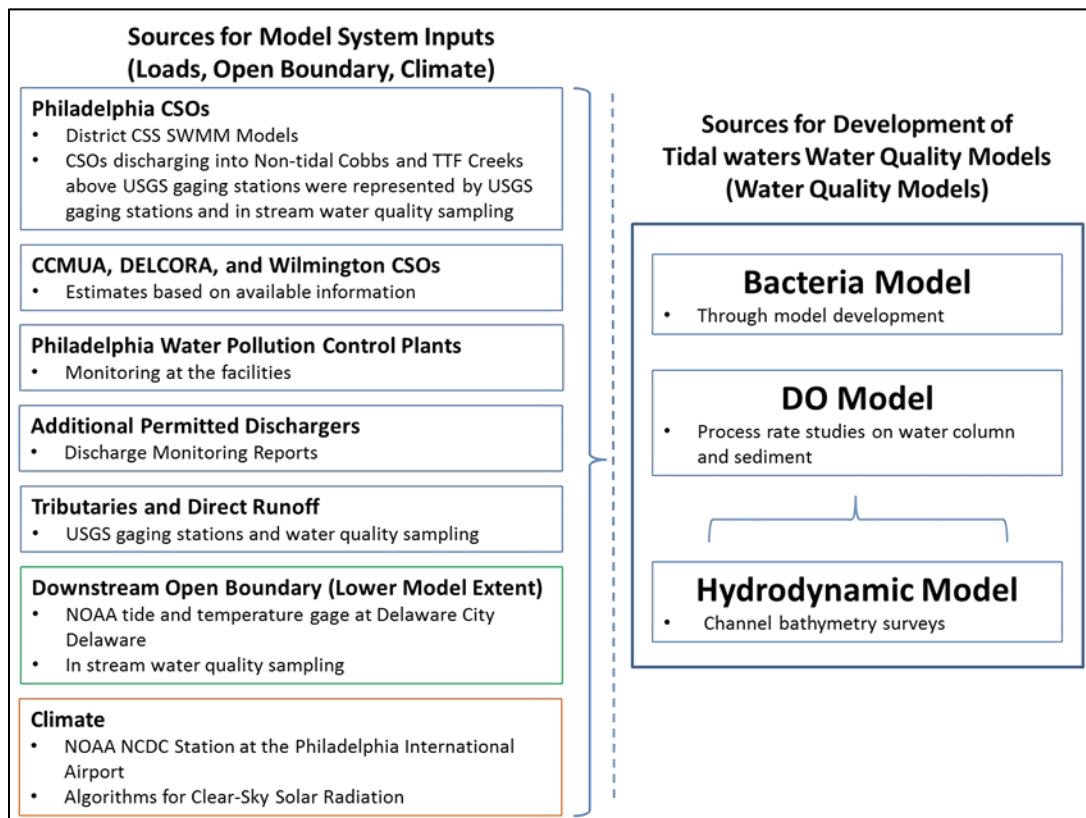 Sources for Model System Inputs
(Loads, Open Boundary, Climate)
Philadelphia CSOs
• District CSS SWMM Models
• CSOs discharging into Non-tidal Cobbs and TTF Creeks
above USGS gaging stations were represented by USGS
gaging stations and in stream water quality sampling
CCMUA, DELCORA, and Wilmington CSOs
• Estimates based on available information
Philadelphia Water Pollution Control Plants
• Monitoring at the facilities
Additional Permitted Dischargers
• Discharge Monitoring Reports
Tributaries and Direct Runoff
• USGS gaging stations and water quality sampling
Downstream Open Boundary (Lower Model Extent)
• NOAA tide and temperature gage at Delaware City
Delaware
• In stream water quality sampling
Climate
• NOAA NCDC Station at the Philadelphia International
Airport
• Algorithms for Clear-Sky Solar Radiation
Sources for Development of
Tidal waters Water Quality Models
(Water Quality Models)
Bacteria Model
• Through model development
DO Model
• Process rate studies on water column
and sediment
Hydrodynamic Model
• Channel bathymetry surveys